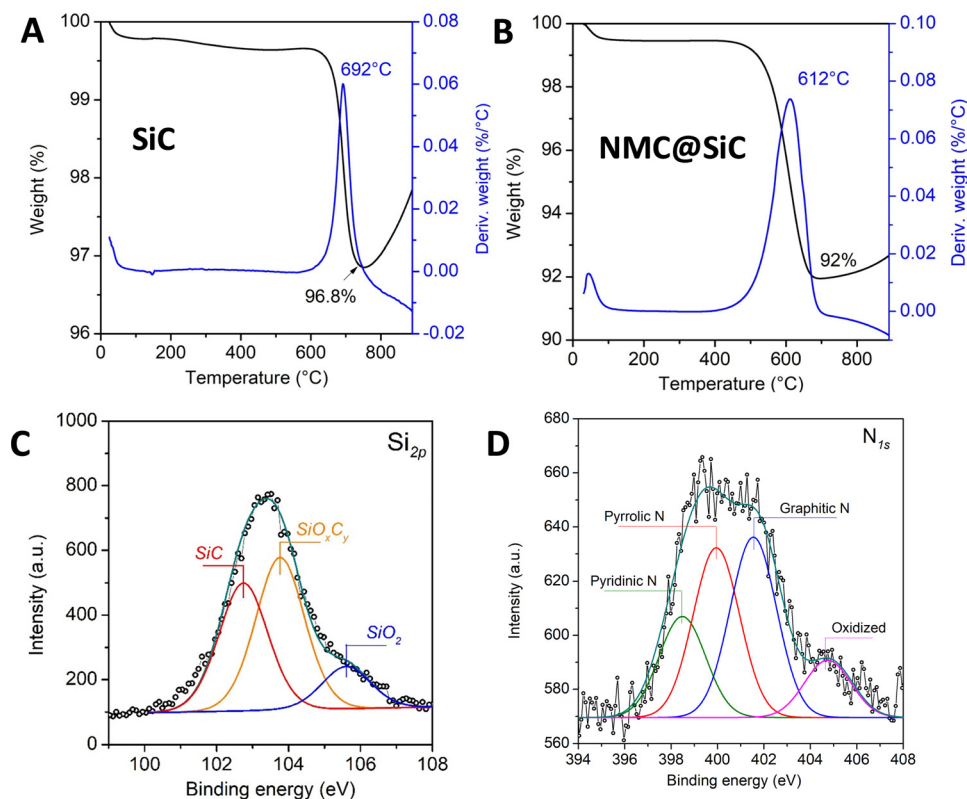 A
SiC
692°C
96.8%
100
99
98
97
96
Weight (%)
0 200 400 600 800
Temperature (°C)
0.08
0.06
0.04
0.02
0.00
-0.02
Deriv. weight (%/°C)
B
NMC@SiC
612°C
92%
100
98
96
94
92
90
Weight (%)
0 200 400 600 800
Temperature (°C)
0.10
0.08
0.06
0.04
0.02
0.00
Deriv. weight (%/°C)
C
Si2p
SiC
SiOxCy
SiO2
1000
800
600
400
200
0
Intensity (a.u.)
100 102 104 106 108
Binding energy (eV)
D
N1s
Graphitic N
Pyrrolic N
Pyridinic N
Oxidized
680
660
640
620
600
580
560
Intensity (a.u.)
394 396 398 400 402 404 406 408
Binding energy (eV)